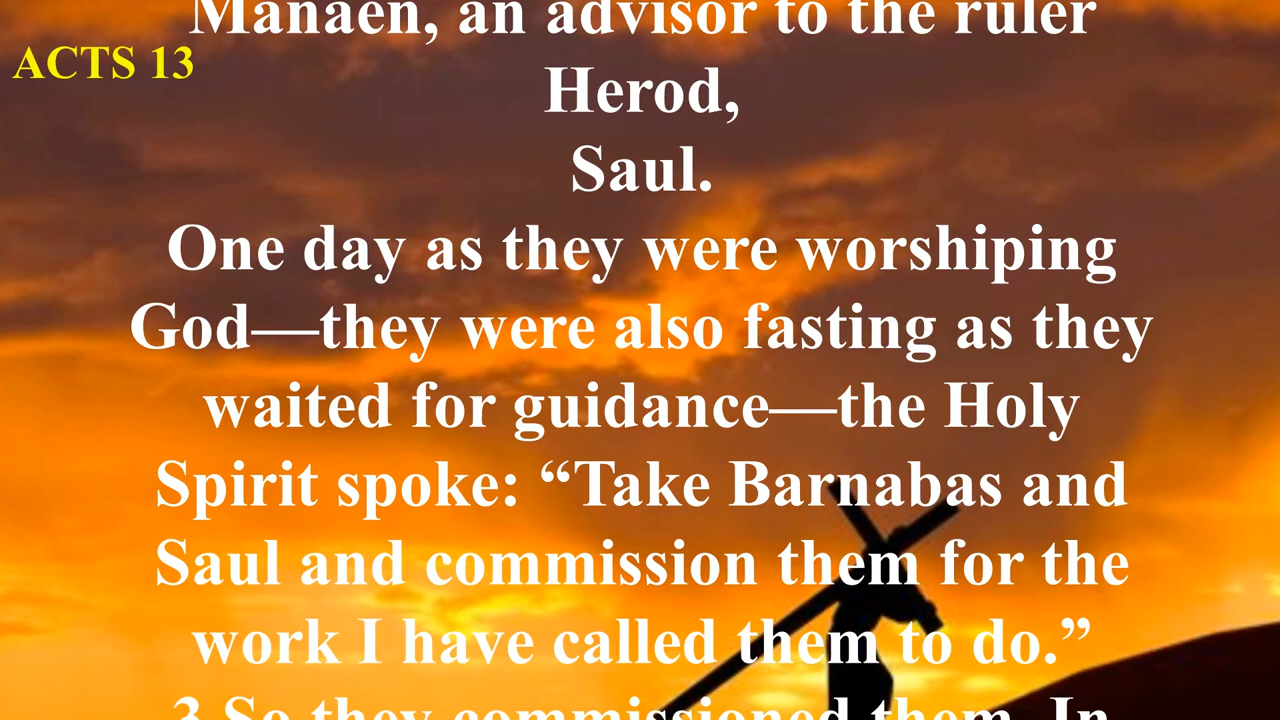 Manaen, an advisor to the ruler
ACTS 13
Herod,
Saul.
One day as they were worshiping
God—they were also fasting as they
waited for guidance—the Holy
Spirit spoke: “Take Barnabas and
Saul and commission them for the
work I have called them to do.”
3 So they commissioned them. In